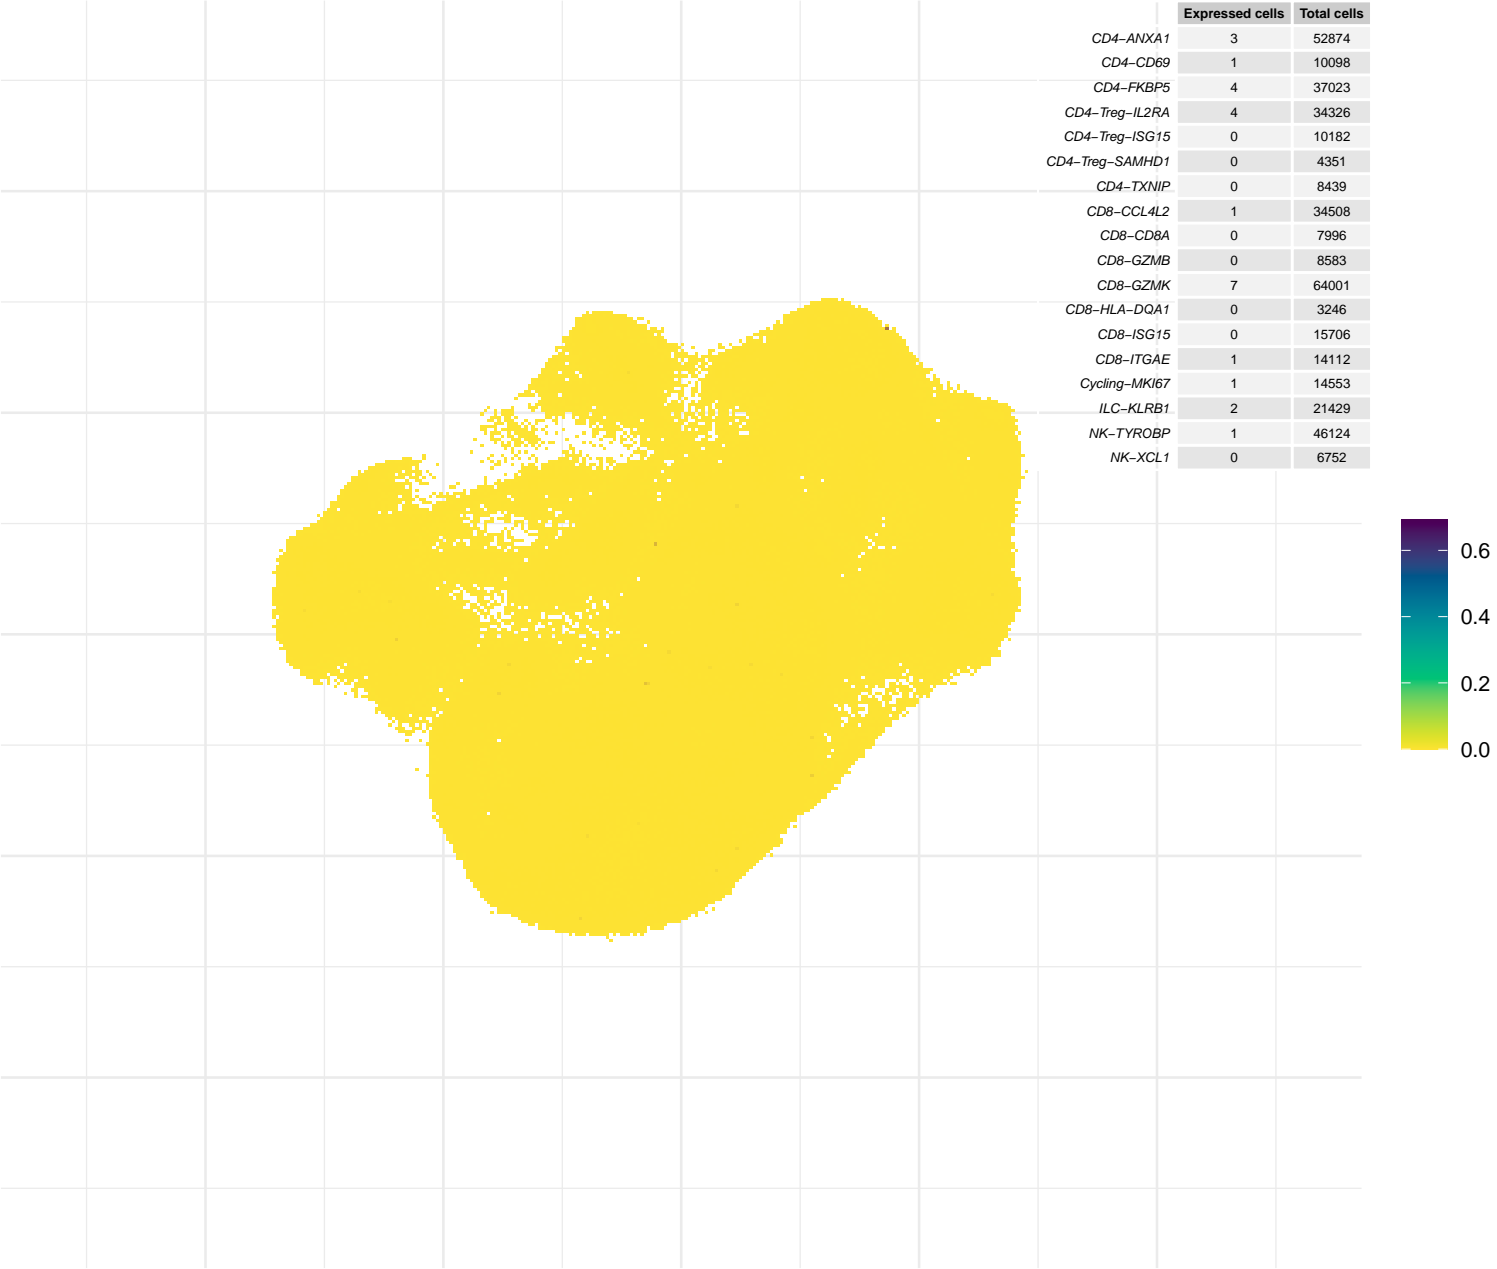 Expressed cells Total cells
CD4−ANXA1 3 52874
CD4−CD69 1 10098
CD4−FKBP5 4 37023
CD4−Treg−IL2RA 4 34326
CD4−Treg−ISG15 0 10182
CD4−Treg−SAMHD1 0 4351
CD4−TXNIP 0 8439
CD8−CCL4L2 1 34508
CD8−CD8A 0 7996
CD8−GZMB 0 8583
CD8−GZMK 7 64001
CD8−HLA−DQA1 0 3246
CD8−ISG15 0 15706
CD8−ITGAE 1 14112
Cycling−MKI67 1 14553
ILC−KLRB1 2 21429
NK−TYROBP 1 46124
NK−XCL1 0 6752
0.6
0.4
0.2
0.0